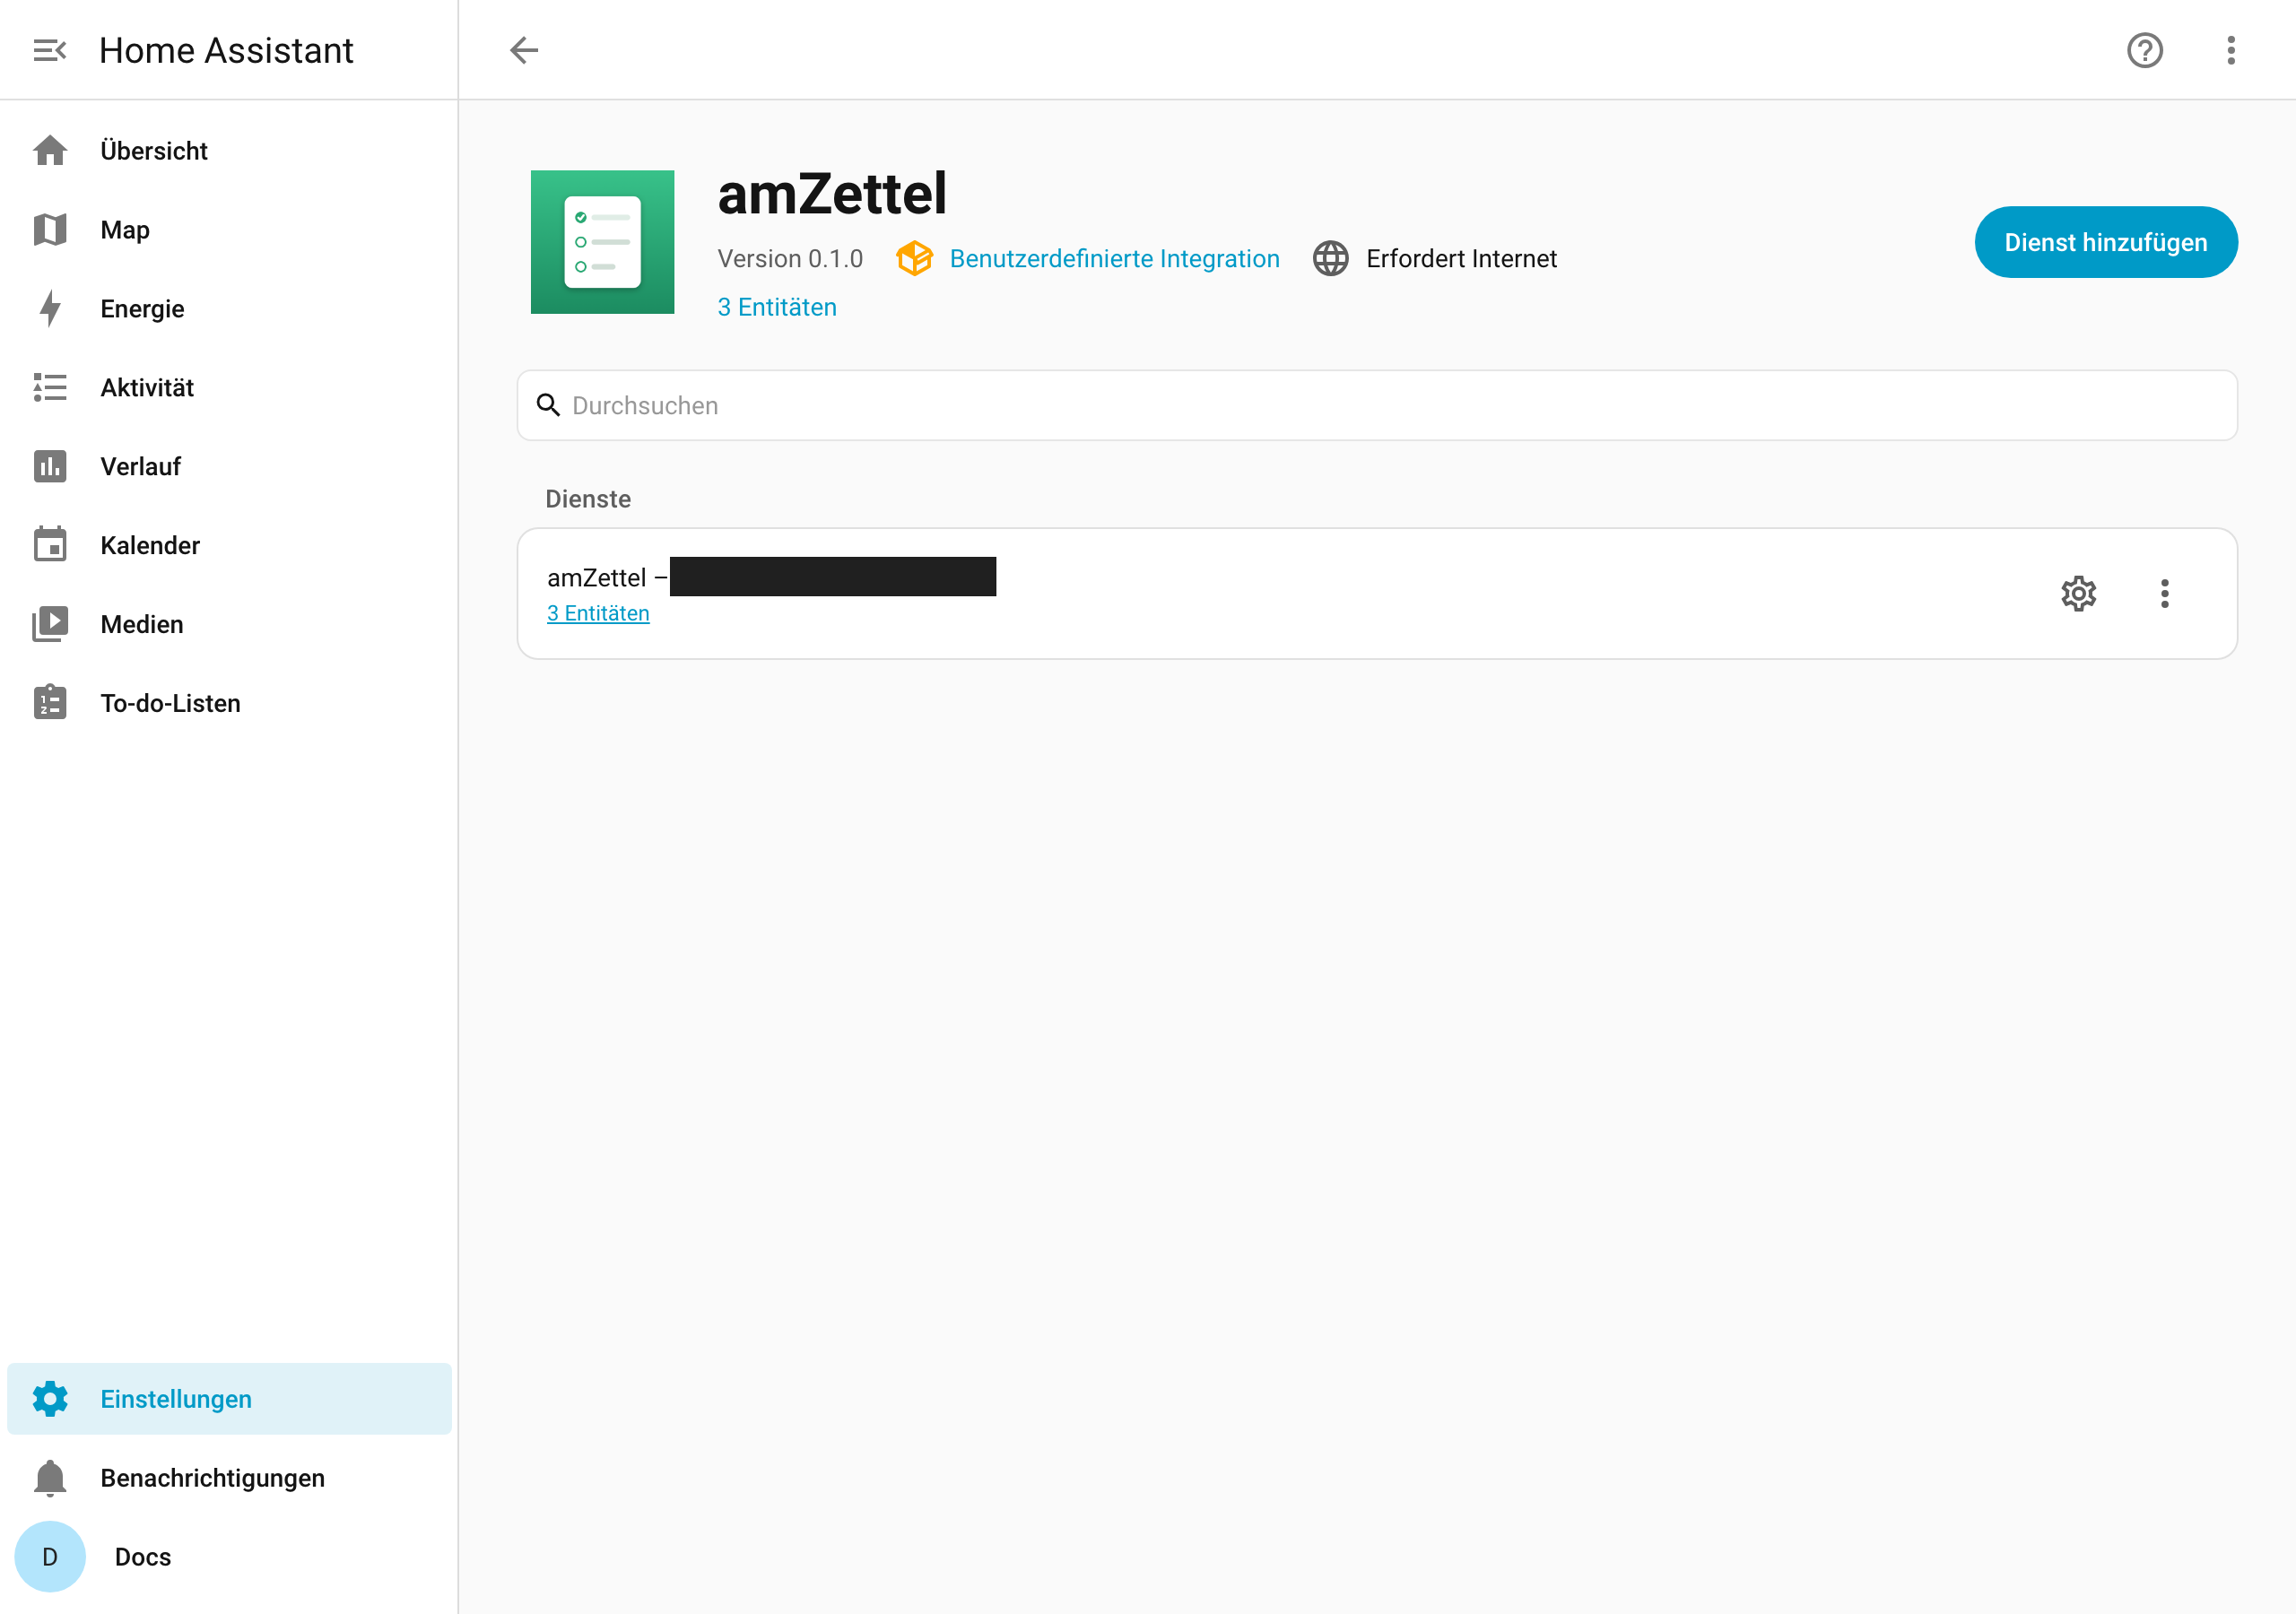 Home Assistant
Übersicht
Map
Energie
Aktivität
Verlauf
Kalender
Medien
To-do-Listen
Einstellungen
Benachrichtigungen
D Docs
amZettel
Version 0.1.0 Benutzerdefinierte Integration Erfordert Internet
3 Entitäten
Dienst hinzufügen
Durchsuchen
Dienste
amZettel –
3 Entitäten